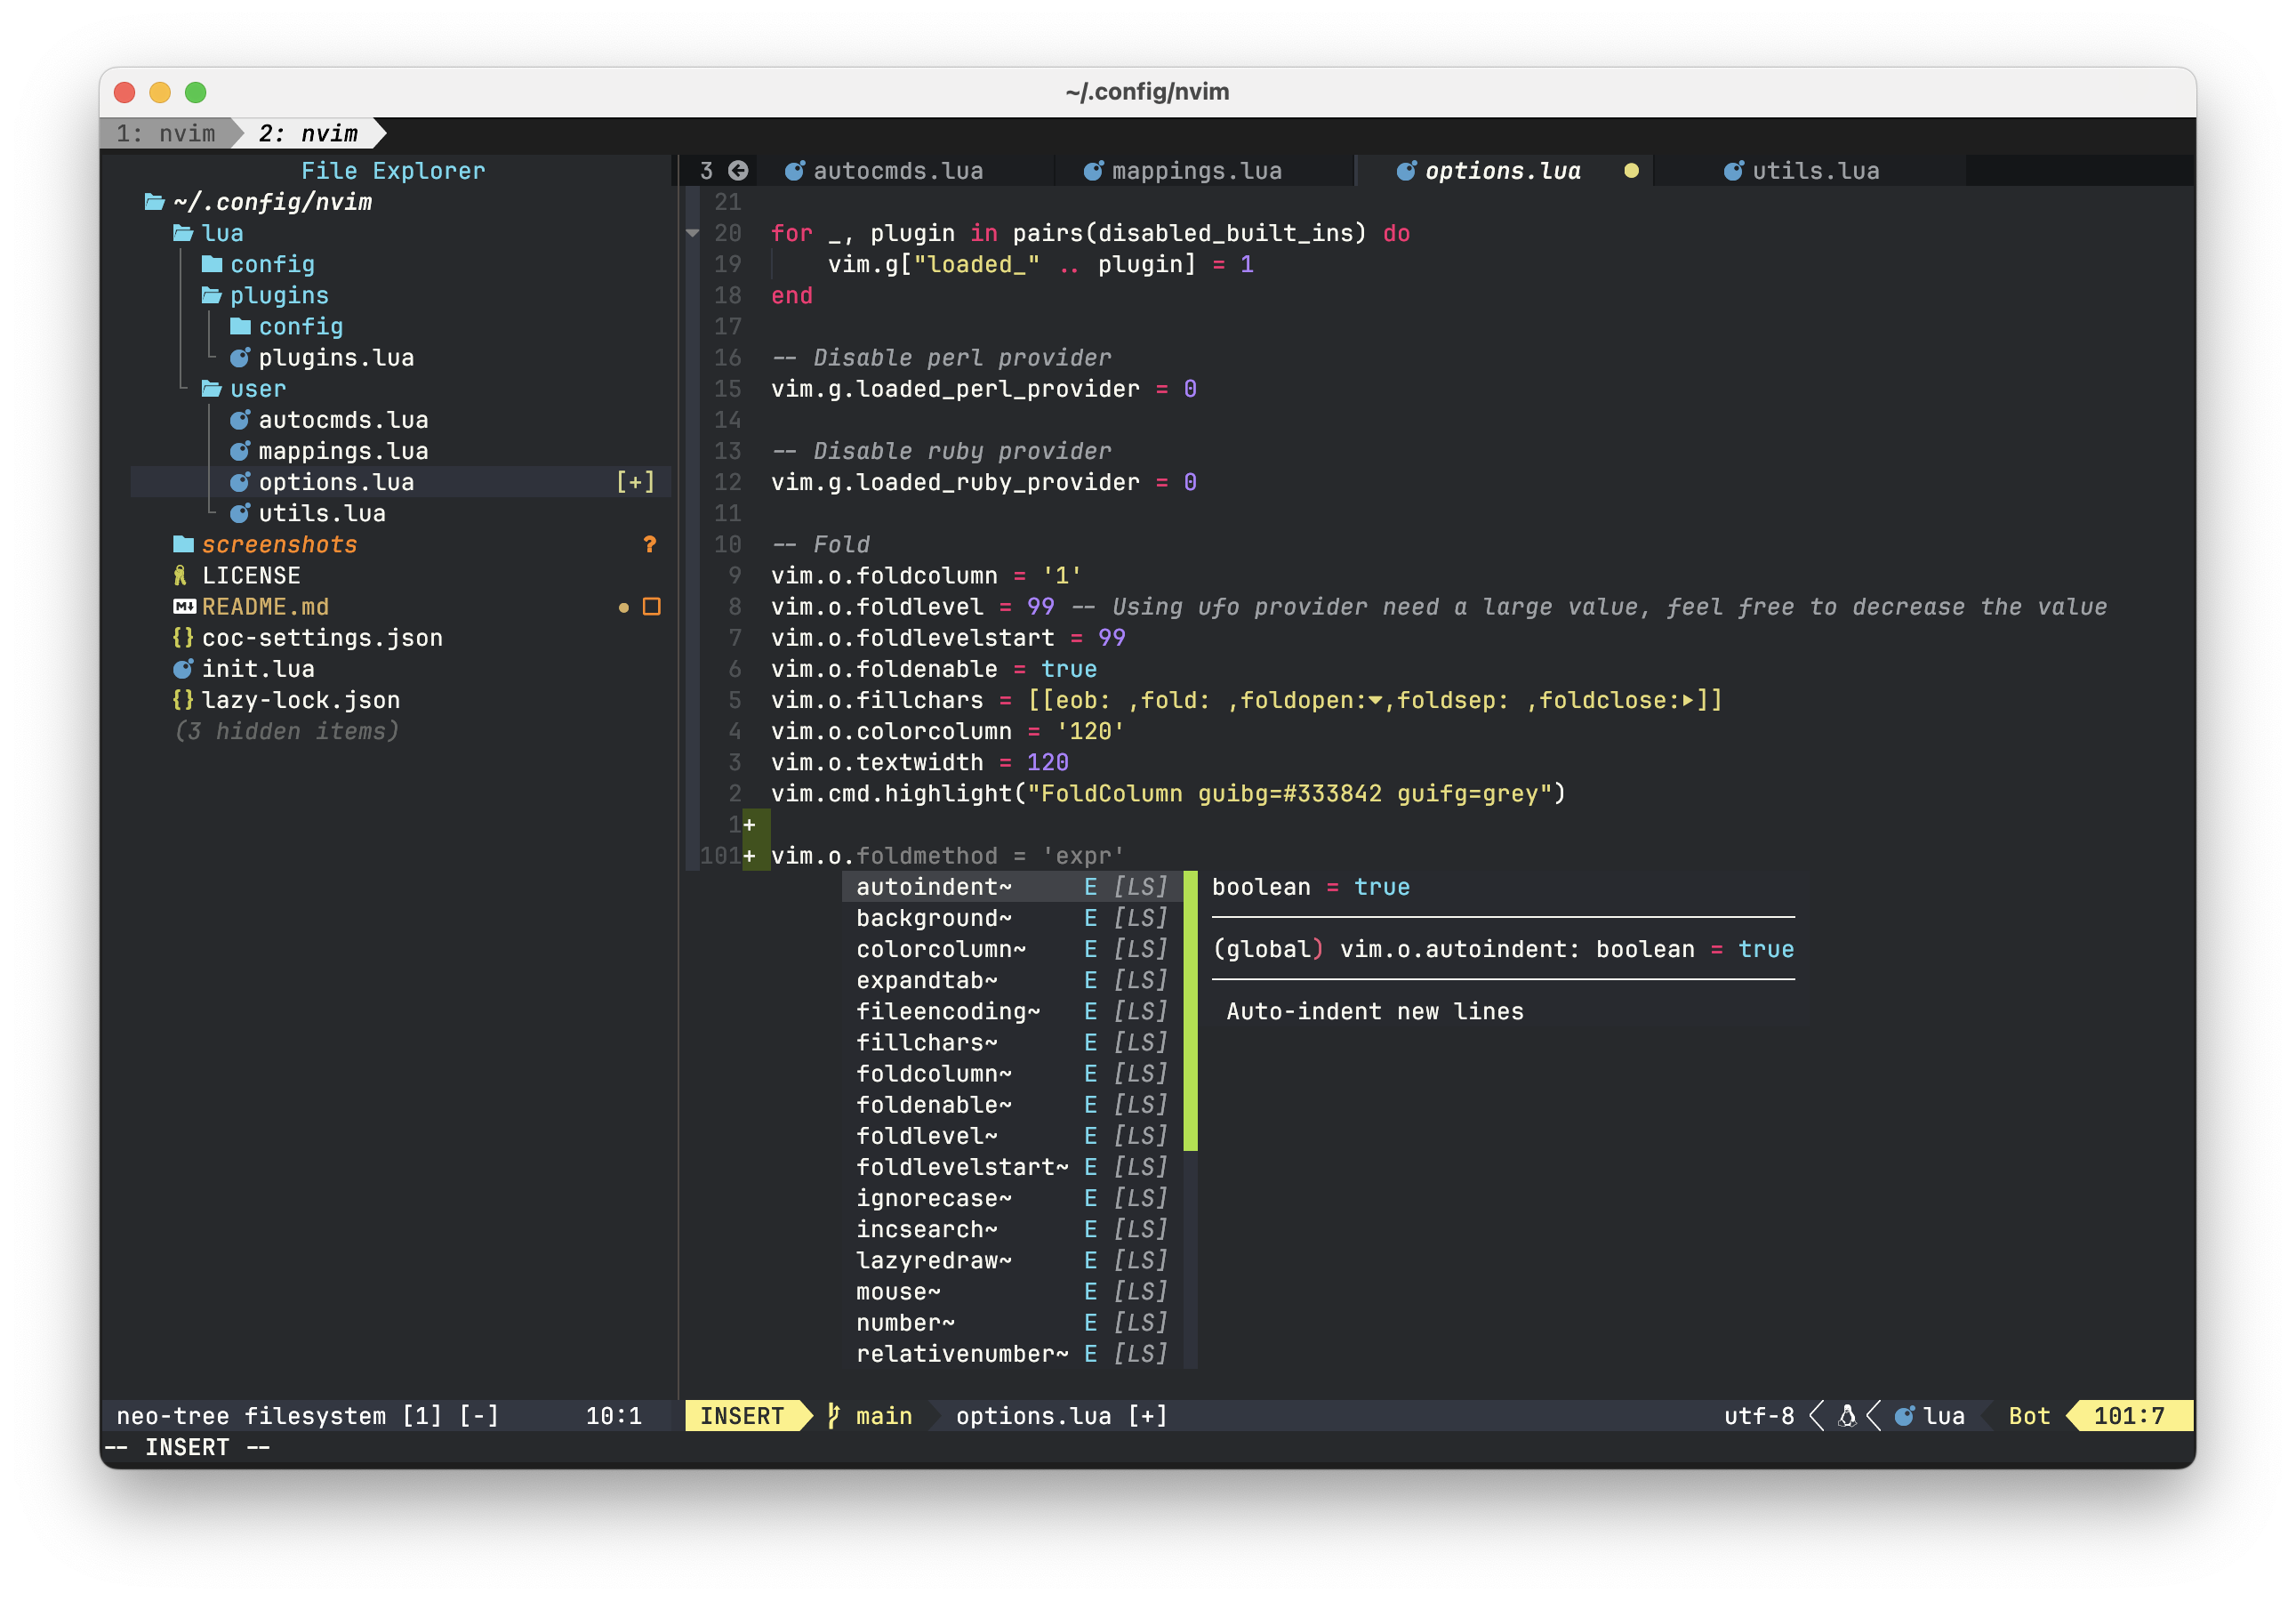 ~/.config/nvim
1: nvim 2: nvim
File Explorer
~/.config/nvim
lua
config
plugins
config
plugins.lua
user
autocmds.lua
mappings.lua
options.lua [+]
utils.lua
screenshots ?
LICENSE
README.md
{} coc-settings.json
init.lua
{} lazy-lock.json
(3 hidden items)
neo-tree filesystem [1] [-] 10:1
3 autocmds.lua mappings.lua options.lua utils.lua
21
20 for _, plugin in pairs(disabled_built_ins) do
19 vim.g["loaded_" .. plugin] = 1
18 end
17
16 -- Disable perl provider
15 vim.g.loaded_perl_provider = 0
14
13 -- Disable ruby provider
12 vim.g.loaded_ruby_provider = 0
11
10 -- Fold
9 vim.o.foldcolumn = '1'
8 vim.o.foldlevel = 99 -- Using ufo provider need a large value, feel free to decrease the value
7 vim.o.foldlevelstart = 99
6 vim.o.foldenable = true
5 vim.o.fillchars = [[eob: ,fold: ,foldopen:▾,foldsep: ,foldclose:▸]]
4 vim.o.colorcolumn = '120'
3 vim.o.textwidth = 120
2 vim.cmd.highlight("FoldColumn guibg=#333842 guifg=grey")
1+
101+ vim.o.foldmethod = 'expr'
autoindent~ E [LS]
background~ E [LS]
colorcolumn~ E [LS]
expandtab~ E [LS]
fileencoding~ E [LS]
fillchars~ E [LS]
foldcolumn~ E [LS]
foldenable~ E [LS]
foldlevel~ E [LS]
foldlevelstart~ E [LS]
ignorecase~ E [LS]
incsearch~ E [LS]
lazyredraw~ E [LS]
mouse~ E [LS]
number~ E [LS]
relativenumber~ E [LS]
boolean = true
(global) vim.o.autoindent: boolean = true
Auto-indent new lines
INSERT main options.lua [+] utf-8 lua Bot 101:7
-- INSERT --